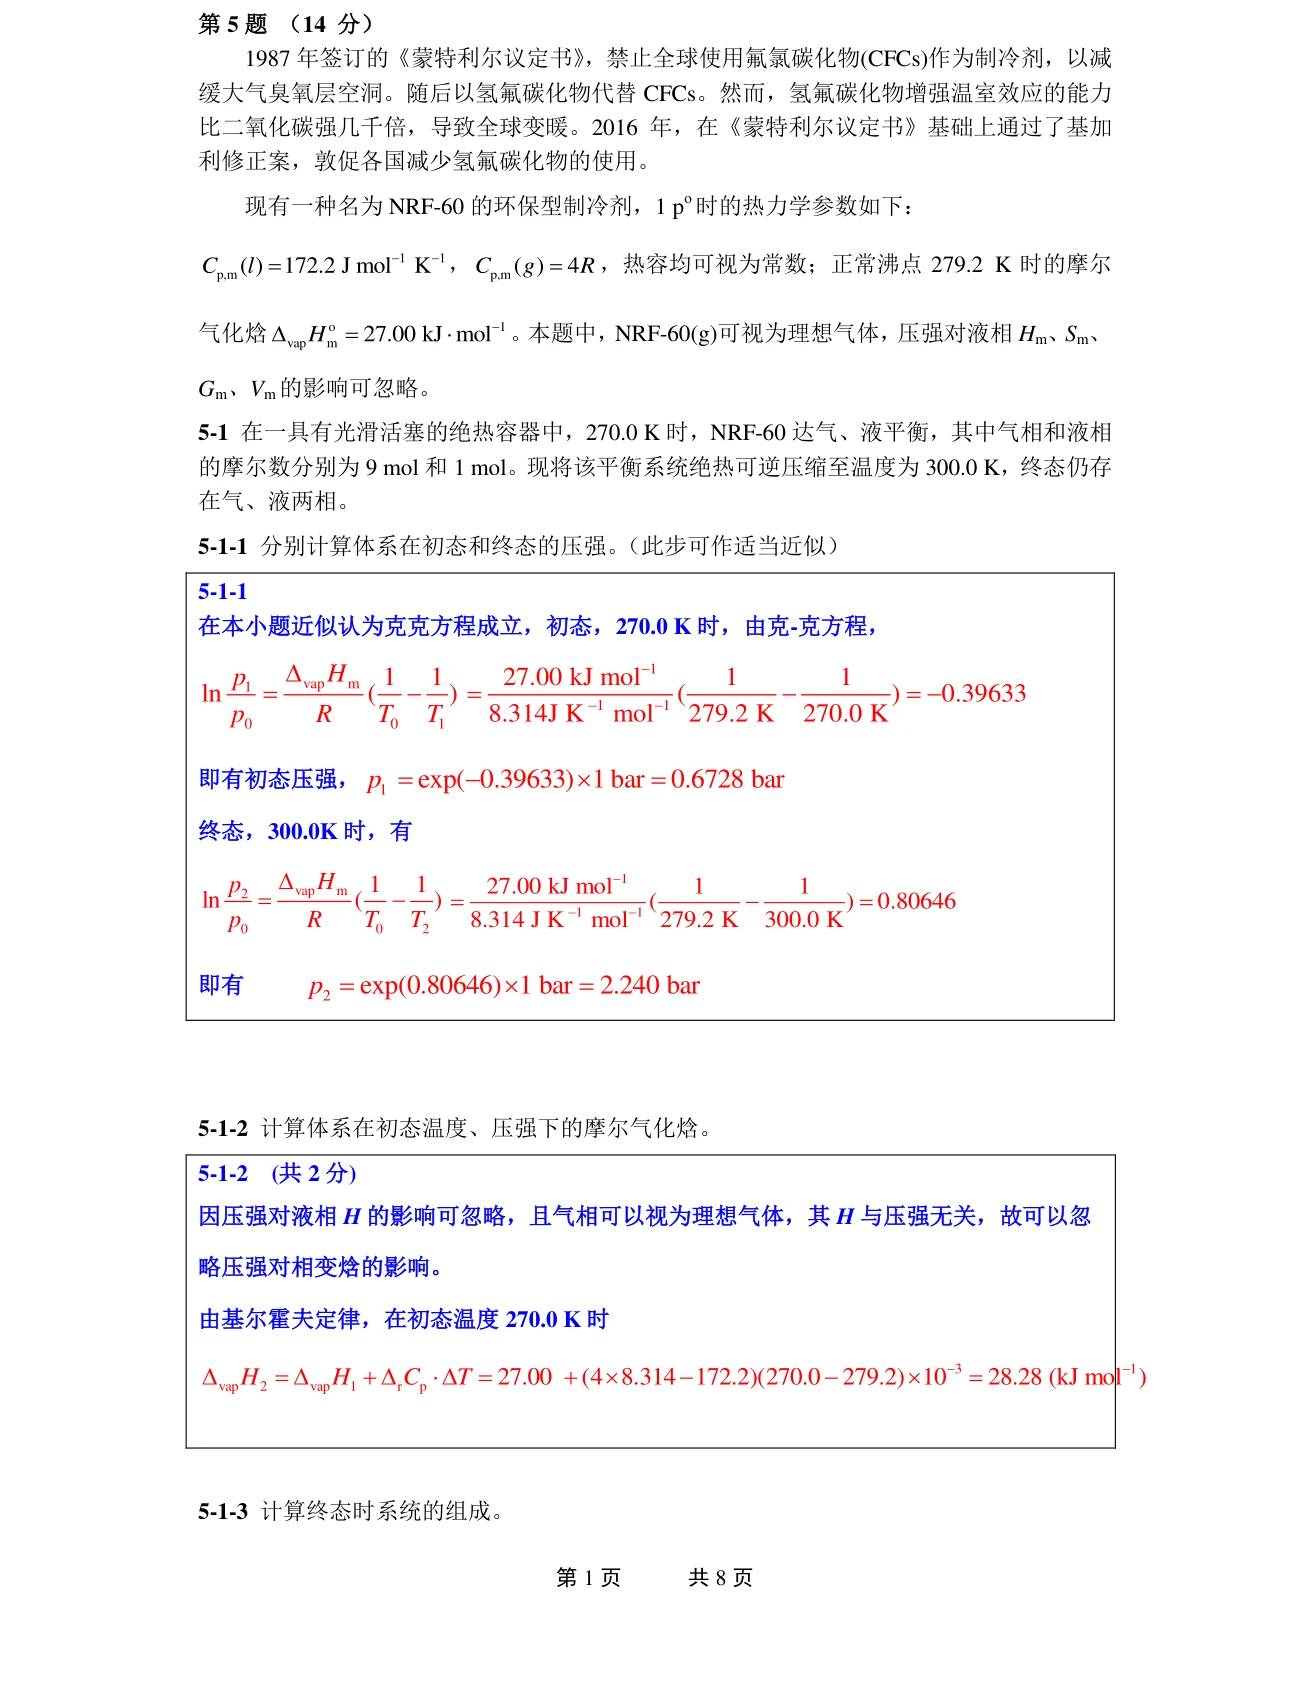 第 5 题 （14 分）
1987 年签订的《蒙特利尔议定书》，禁止全球使用氟氯碳化物(CFCs)作为制冷剂，以减
缓大气臭氧层空洞。随后以氢氟碳化物代替 CFCs。然而，氢氟碳化物增强温室效应的能力
比二氧化碳强几千倍，导致全球变暖。2016 年，在《蒙特利尔议定书》基础上通过了基加
利修正案，敦促各国减少氢氟碳化物的使用。
现有一种名为 NRF-60 的环保型制冷剂，1 p° 时的热力学参数如下：
C_{p,m}(l) = 172.2 J mol⁻¹ K⁻¹，C_{p,m}(g) = 4R，热容均可视为常数；正常沸点 279.2 K 时的摩尔
气化焓 Δ_{vap}H_m^o = 27.00 kJ·mol⁻¹。本题中，NRF-60(g)可视为理想气体，压强对液相 H_m、S_m、
G_m、V_m 的影响可忽略。
5-1 在一具有光滑活塞的绝热容器中，270.0 K 时，NRF-60 达气、液平衡，其中气相和液相
的摩尔数分别为 9 mol 和 1 mol。现将该平衡系统绝热可逆压缩至温度为 300.0 K，终态仍存
在气、液两相。
5-1-1 分别计算体系在初态和终态的压强。（此步可作适当近似）
5-1-1
在本小题近似认为克克方程成立，初态，270.0 K 时，由克-克方程，
ln p₁/p₀ = Δ_{vap}H_m/R (1/T₀ − 1/T₁) = 27.00 kJ mol⁻¹/8.314J K⁻¹ mol⁻¹ (1/279.2 K − 1/270.0 K) = −0.39633
即有初态压强， p₁ = exp(−0.39633)×1 bar = 0.6728 bar
终态，300.0K 时，有
ln p₂/p₀ = Δ_{vap}H_m/R (1/T₀ − 1/T₂) = 27.00 kJ mol⁻¹/8.314 J K⁻¹ mol⁻¹ (1/279.2 K − 1/300.0 K) = 0.80646
即有 p₂ = exp(0.80646)×1 bar = 2.240 bar
5-1-2 计算体系在初态温度、压强下的摩尔气化焓。
5-1-2 (共 2 分)
因压强对液相 H 的影响可忽略，且气相可以视为理想气体，其 H 与压强无关，故可以忽
略压强对相变焓的影响。
由基尔霍夫定律，在初态温度 270.0 K 时
Δ_{vap}H₂ = Δ_{vap}H₁ + Δ_rC_p · ΔT = 27.00 + (4×8.314−172.2)(270.0−279.2)×10⁻³ = 28.28 (kJ mol⁻¹)
5-1-3 计算终态时系统的组成。
第 1 页 共 8 页